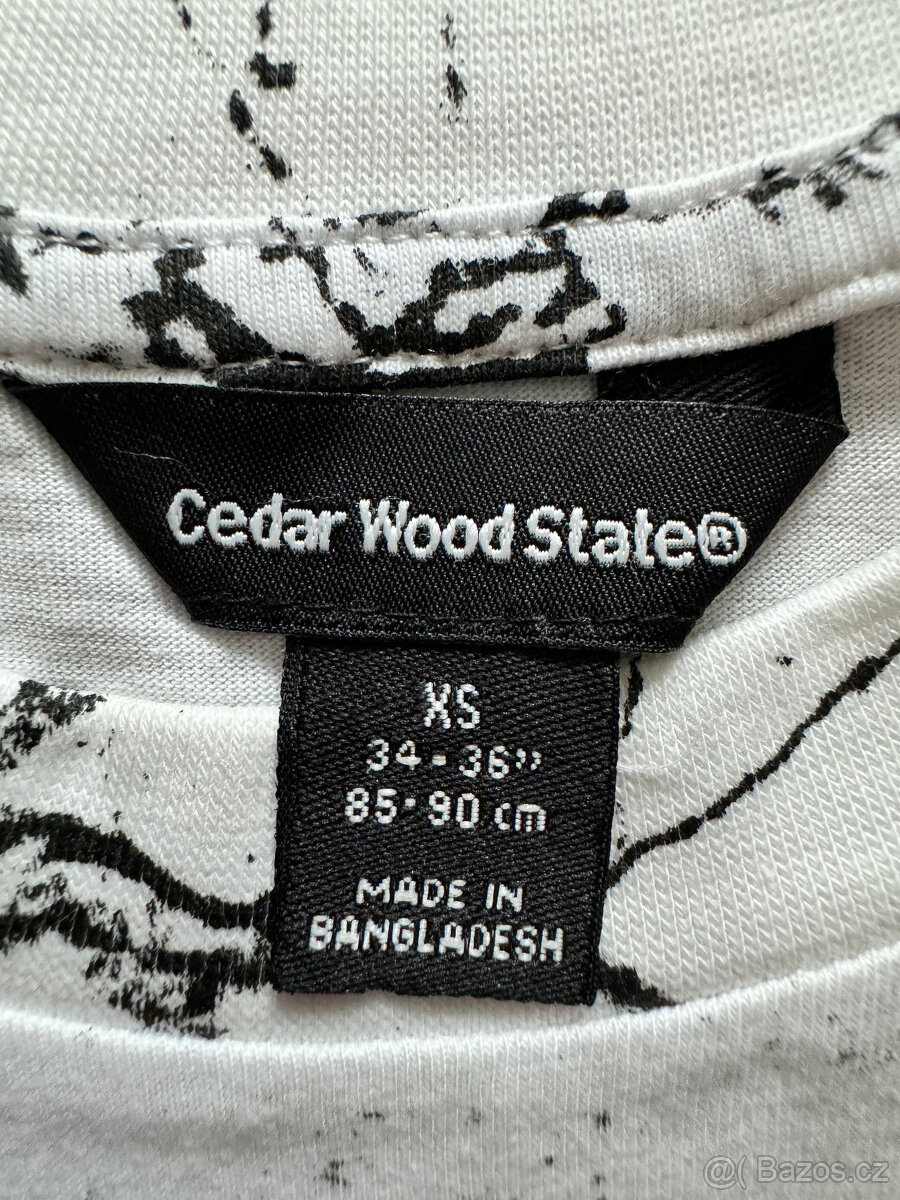 Cedar Wood State®
XS
34-36"
85-90 cm
MADE IN
BANGLADESH
@( Bazos.cz